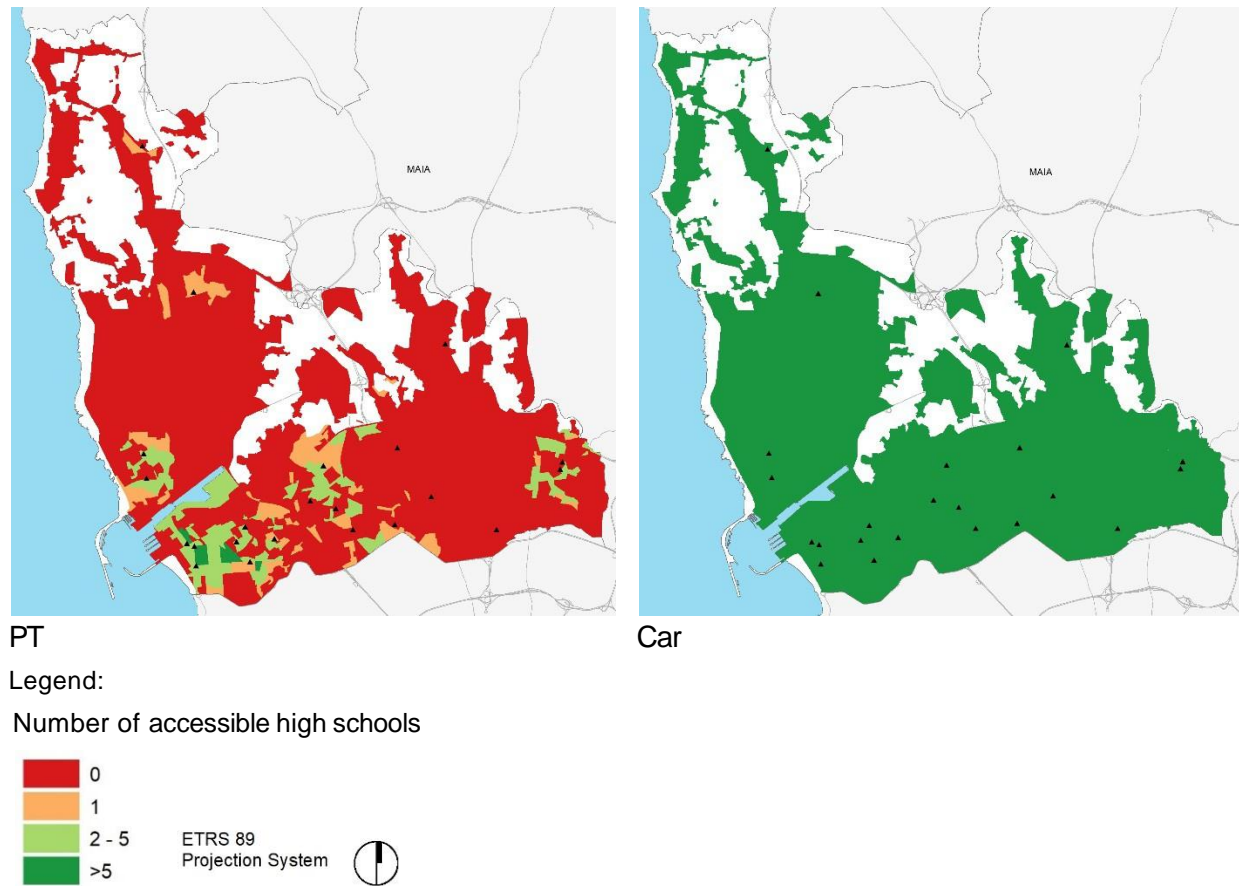 MAIA
MAIA
PT
Car
Legend:
Number of accessible high schools
0
1
2 - 5
>5
ETRS 89
Projection System